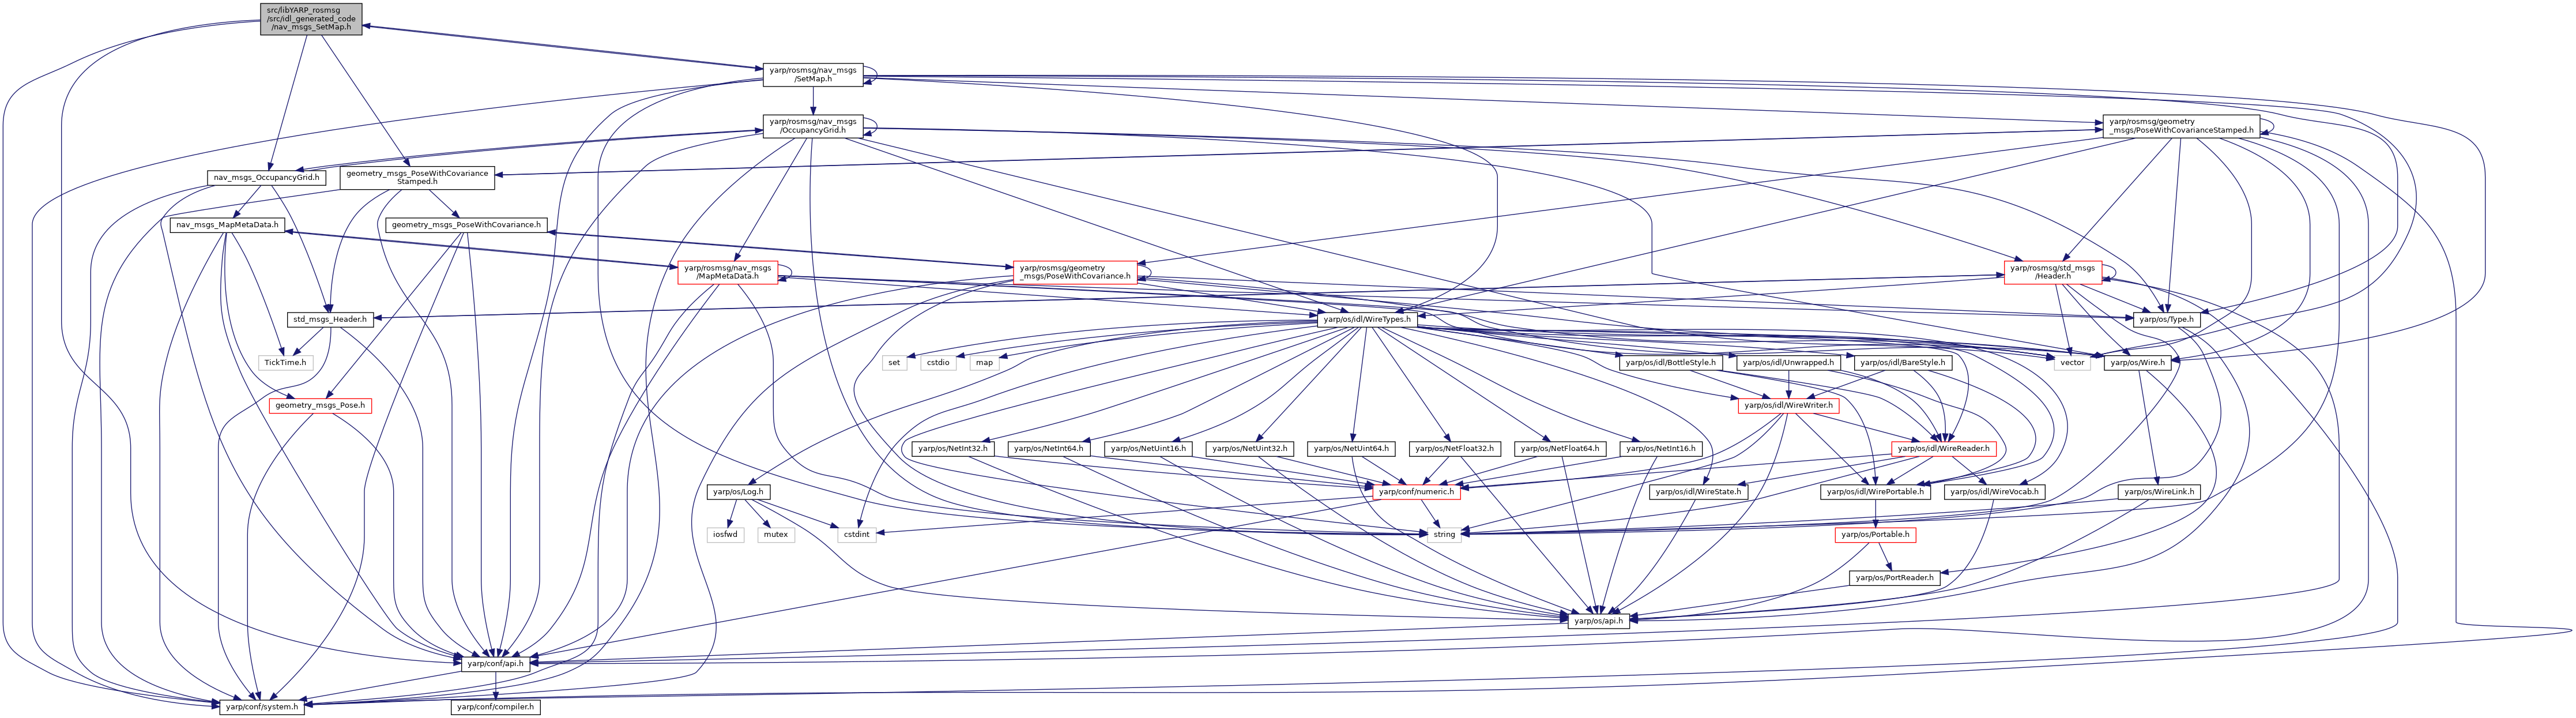 src/libYARP_rosmsg
/src/idl_generated_code
/nav_msgs_SetMap.h
yarp/rosmsg/nav_msgs
/SetMap.h
yarp/rosmsg/nav_msgs
/OccupancyGrid.h
yarp/rosmsg/geometry
_msgs/PoseWithCovarianceStamped.h
nav_msgs_OccupancyGrid.h
geometry_msgs_PoseWithCovariance
Stamped.h
nav_msgs_MapMetaData.h
geometry_msgs_PoseWithCovariance.h
yarp/rosmsg/nav_msgs
/MapMetaData.h
yarp/rosmsg/geometry
_msgs/PoseWithCovariance.h
yarp/rosmsg/std_msgs
/Header.h
std_msgs_Header.h
yarp/os/idl/WireTypes.h
yarp/os/Type.h
TickTime.h
set
cstdio
map
yarp/os/idl/BottleStyle.h
yarp/os/idl/Unwrapped.h
yarp/os/idl/BareStyle.h
vector
yarp/os/Wire.h
geometry_msgs_Pose.h
yarp/os/idl/WireWriter.h
yarp/os/NetInt32.h
yarp/os/NetInt64.h
yarp/os/NetUint16.h
yarp/os/NetUint32.h
yarp/os/NetUint64.h
yarp/os/NetFloat32.h
yarp/os/NetFloat64.h
yarp/os/NetInt16.h
yarp/os/idl/WireReader.h
yarp/os/Log.h
yarp/conf/numeric.h
yarp/os/idl/WireState.h
yarp/os/idl/WirePortable.h
yarp/os/idl/WireVocab.h
yarp/os/WireLink.h
iosfwd
mutex
cstdint
string
yarp/os/Portable.h
yarp/os/PortReader.h
yarp/os/api.h
yarp/conf/api.h
yarp/conf/system.h
yarp/conf/compiler.h